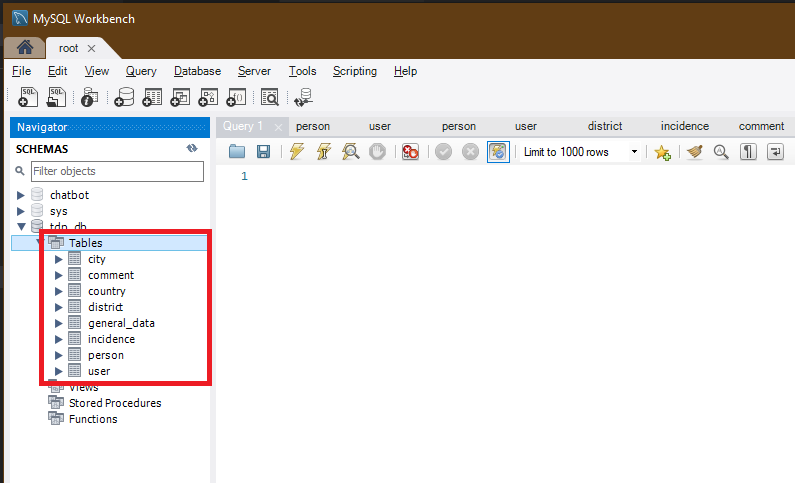 MySQL Workbench
root
File Edit View Query Database Server Tools Scripting Help
Navigator
SCHEMAS
Filter objects
chatbot
sys
tdp_db
Tables
city
comment
country
district
general_data
incidence
person
user
Views
Stored Procedures
Functions
Query 1 person user person user district incidence comment
Limit to 1000 rows
1